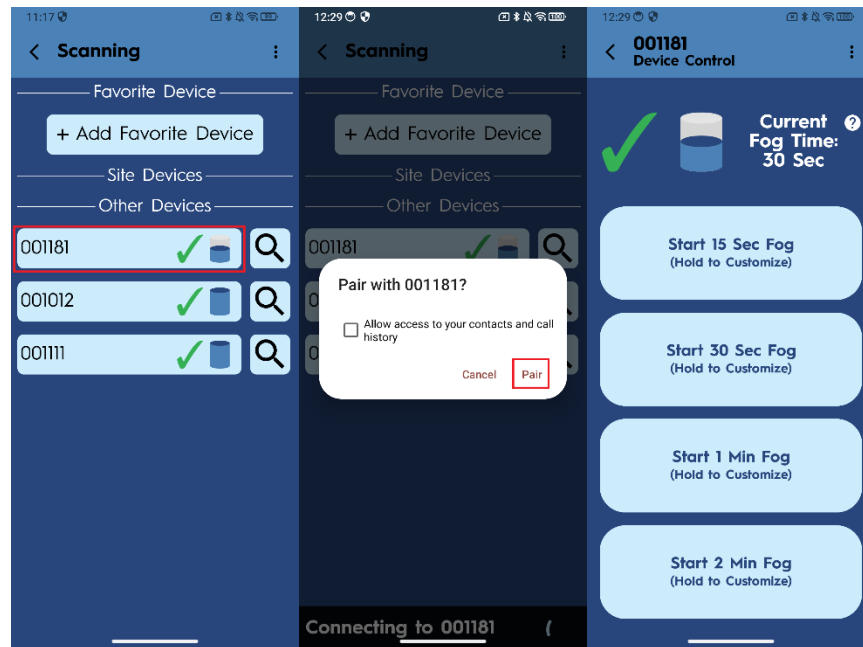 11:17
Scanning
Favorite Device
+ Add Favorite Device
Site Devices
Other Devices
001181
001012
001111
12:29
Scanning
Favorite Device
+ Add Favorite Device
Site Devices
Other Devices
001181
Pair with 001181?
Allow access to your contacts and call
history
Cancel Pair
Connecting to 001181
12:29
001181
Device Control
Current
Fog Time:
30 Sec
?
Start 15 Sec Fog
(Hold to Customize)
Start 30 Sec Fog
(Hold to Customize)
Start 1 Min Fog
(Hold to Customize)
Start 2 Min Fog
(Hold to Customize)